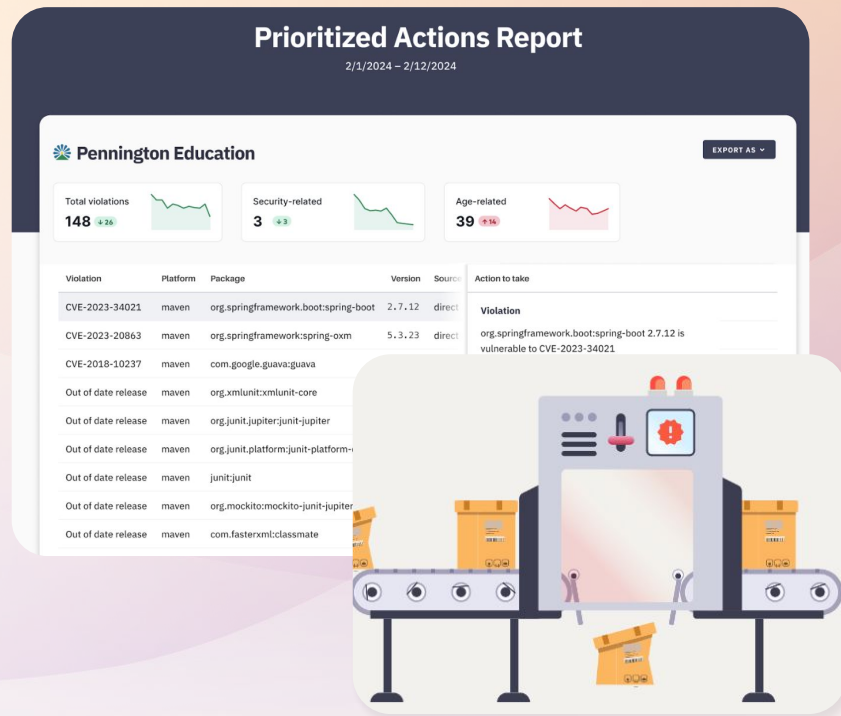 Prioritized Actions Report
2/1/2024 – 2/12/2024
Pennington Education
EXPORT AS
Total violations
148 ↓ 26
Security-related
3 ↓ 3
Age-related
39 ↑ 14
Violation Platform Package Version Source Action to take
CVE-2023-34021 maven org.springframework.boot:spring-boot 2.7.12 direct
CVE-2023-20863 maven org.springframework:spring-oxm 5.3.23 direct
CVE-2018-10237 maven com.google.guava:guava
Out of date release maven org.xmlunit:xmlunit-core
Out of date release maven org.junit.jupiter:junit-jupiter
Out of date release maven org.junit.platform:junit-platform-
Out of date release maven junit:junit
Out of date release maven org.mockito:mockito-junit-jupiter
Out of date release maven com.fasterxml:classmate
Violation
org.springframework.boot:spring-boot 2.7.12 is
vulnerable to CVE-2023-34021